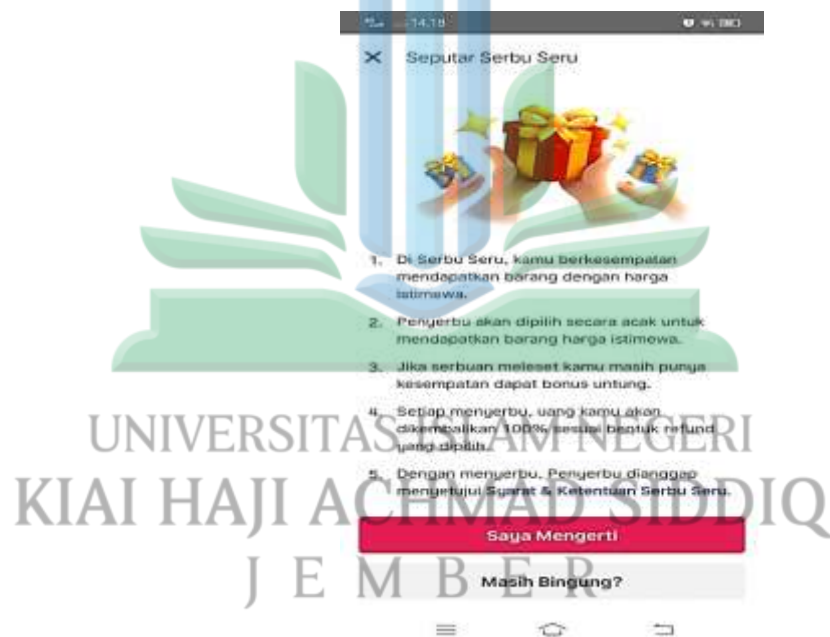 14.18
Seputar Serbu Seru
1. Di Serbu Seru, kamu berkesempatan
mendapatkan barang dengan harga
istimewa.
2. Penyerbu akan dipilih secara acak untuk
mendapatkan barang harga istimewa.
3. Jika serbuan meleset kamu masih punya
kesempatan dapat bonus untung.
4. Setiap menyerbu, uang kamu akan
dikembalikan 100% sesuai bentuk refund
yang dipilih.
5. Dengan menyerbu, Penyerbu dianggap
menyetujui Syarat & Ketentuan Serbu Seru.
Saya Mengerti
Masih Bingung?
UNIVERSITAS ISLAM NEGERI
KIAI HAJI ACHMAD SIDDIQ
JEMBER